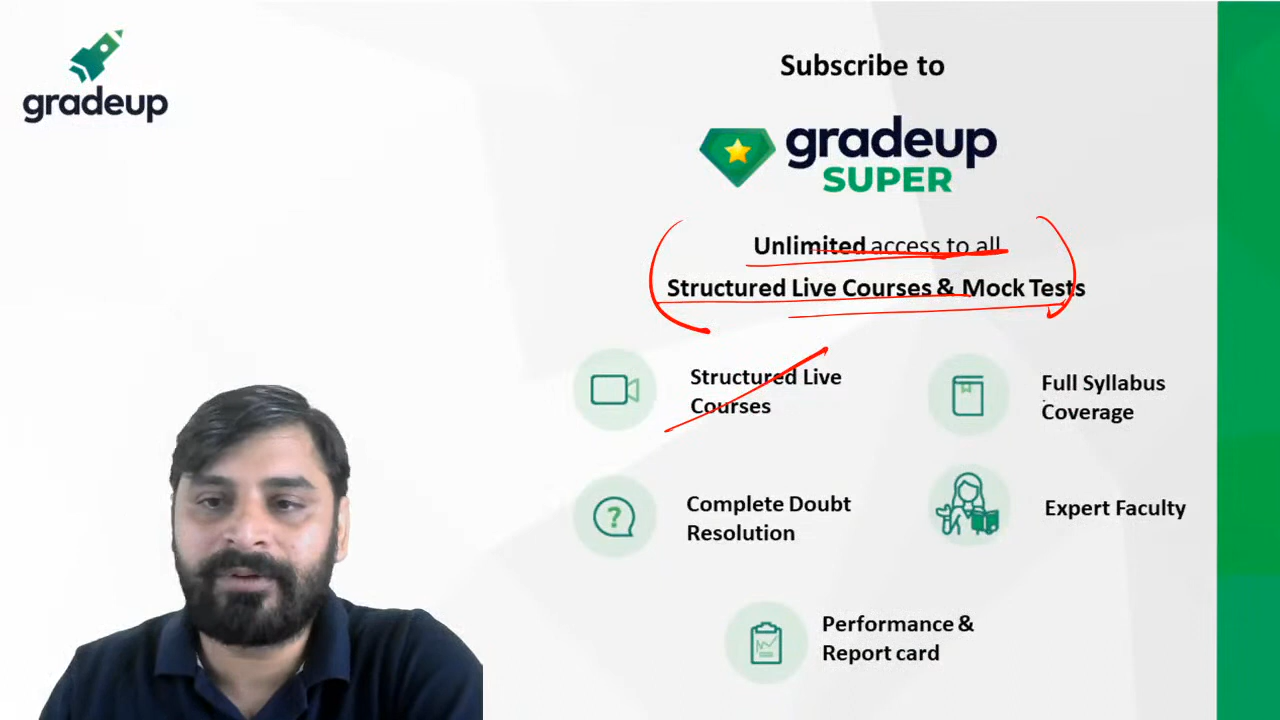 gradeup
Subscribe to
gradeup
SUPER
Unlimited access to all
Structured Live Courses & Mock Tests
Structured Live
Courses
Full Syllabus
Coverage
?
Complete Doubt
Resolution
Expert Faculty
Performance &
Report card